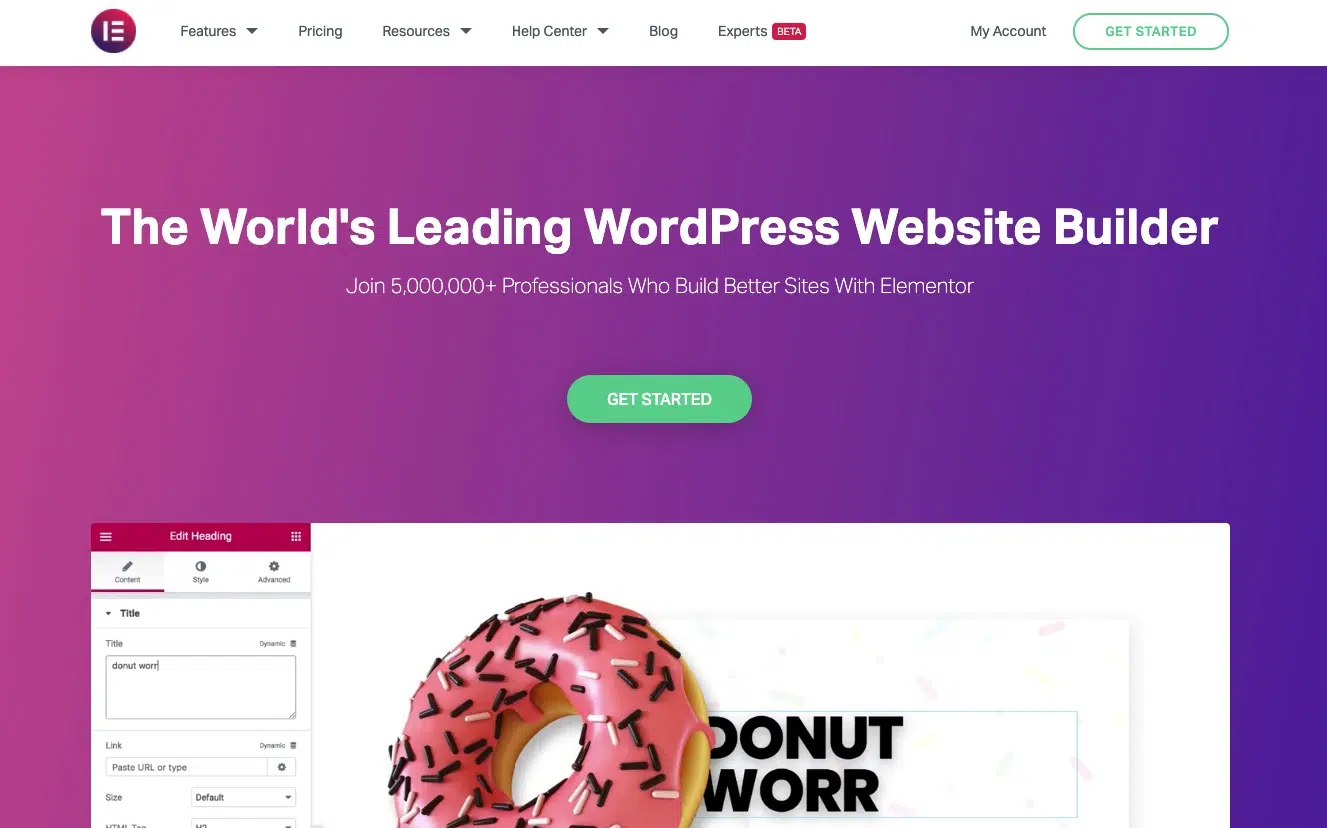 Features Pricing Resources Help Center Blog Experts BETA My Account GET STARTED
The World's Leading WordPress Website Builder
Join 5,000,000+ Professionals Who Build Better Sites With Elementor
GET STARTED
Edit Heading
Content Style Advanced
Title
Title Dynamic
donut worr
Link Dynamic
Paste URL or type
Size Default
HTML Tag H2
DONUT
WORR